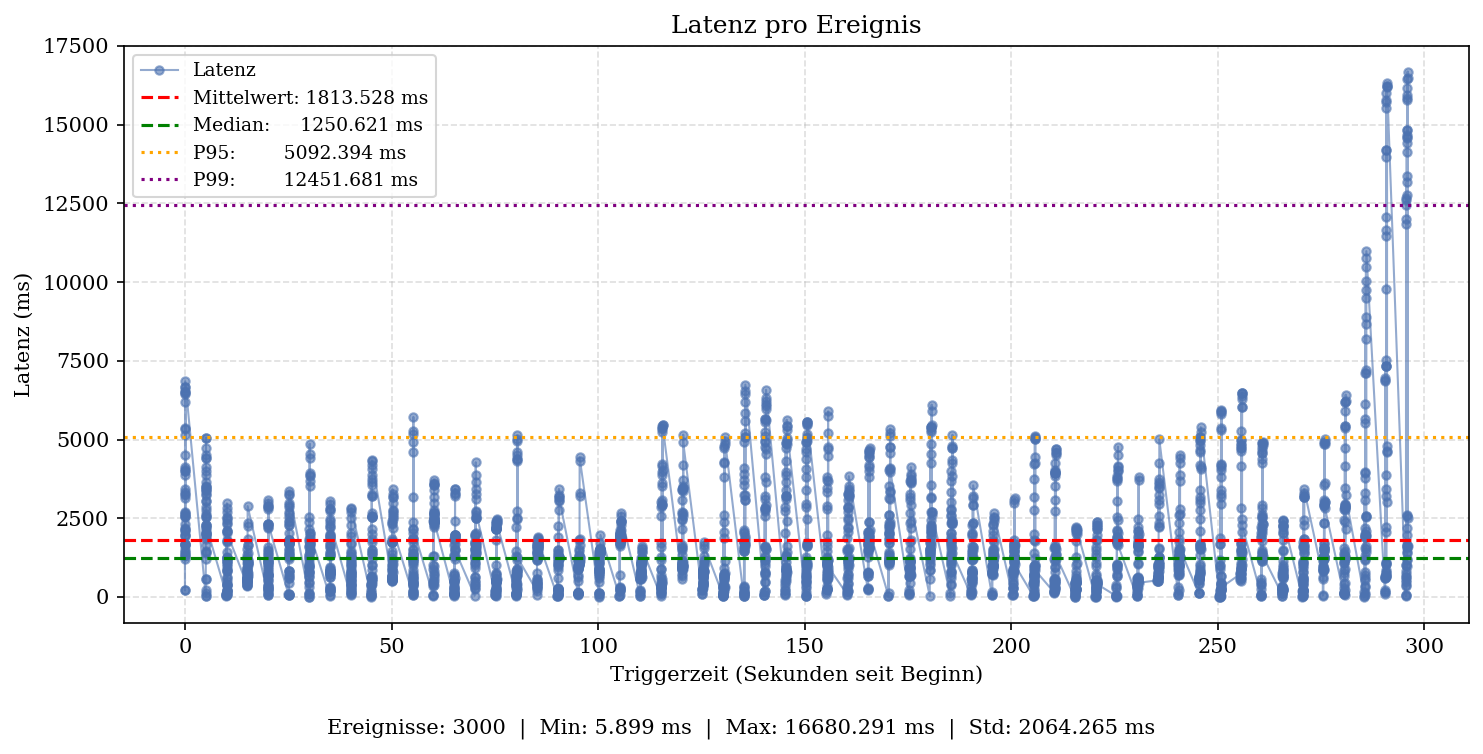 Latenz pro Ereignis
17500
15000
12500
10000
7500
5000
2500
0
Latenz (ms)
Latenz
Mittelwert: 1813.528 ms
Median: 1250.621 ms
P95: 5092.394 ms
P99: 12451.681 ms
0 50 100 150 200 250 300
Triggerzeit (Sekunden seit Beginn)
Ereignisse: 3000 | Min: 5.899 ms | Max: 16680.291 ms | Std: 2064.265 ms